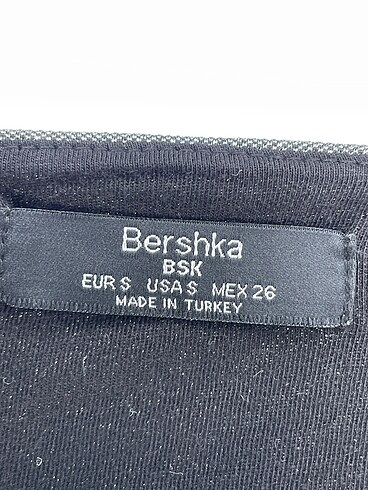 Bershka
BSK
EUR S USA S MEX 26
MADE IN TURKEY